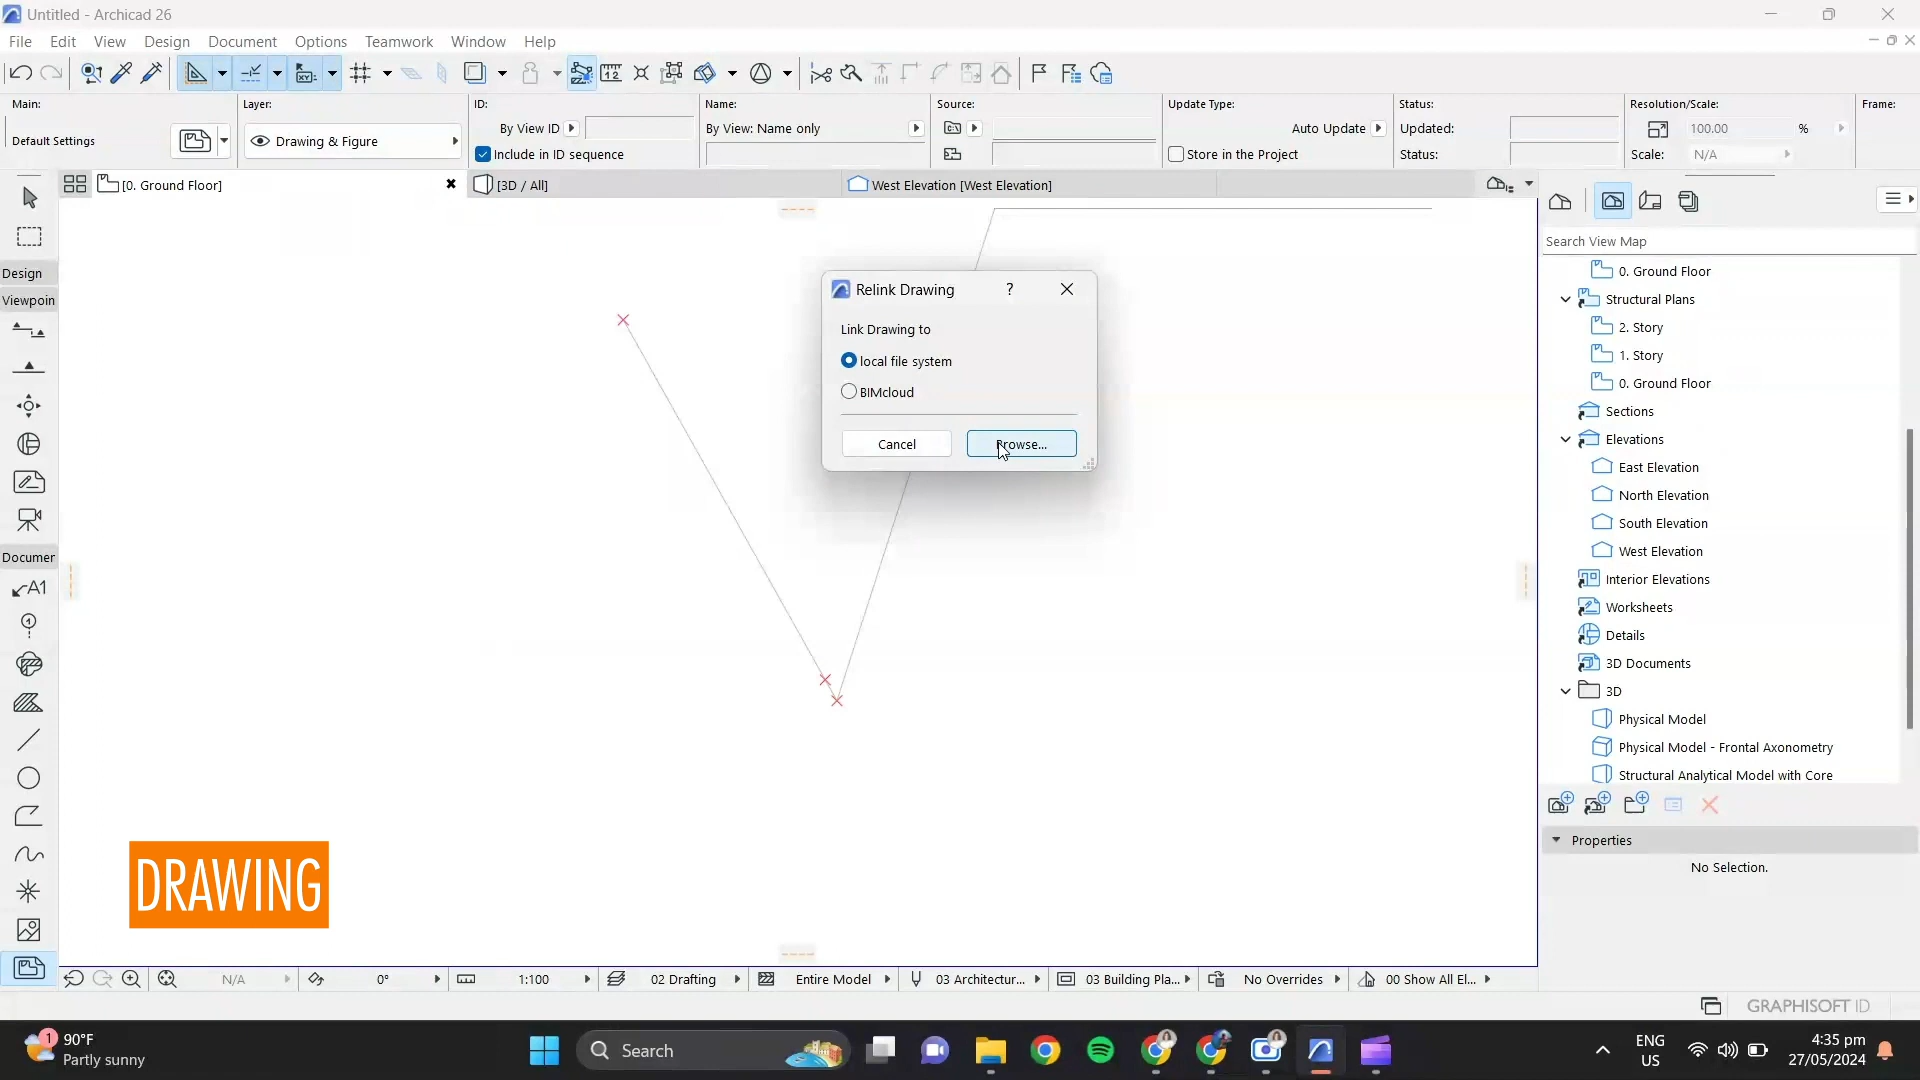 Untitled - Archicad 26
File Edit View Design Document Options Teamwork Window Help
Main: Layer: ID: Name: Source: Update Type: Status: Resolution/Scale: Frame:
Default Settings
Drawing & Figure
By View ID
Include in ID sequence
By View: Name only
Auto Update
Store in the Project
Updated:
Status:
100.00 %
Scale: N/A
[0. Ground Floor]
[3D / All]
West Elevation [West Elevation]
Design
Viewpoin
Documen
A1
Relink Drawing
?
Link Drawing to
local file system
BIMcloud
Cancel
Browse...
Search View Map
0. Ground Floor
Structural Plans
2. Story
1. Story
0. Ground Floor
Sections
Elevations
East Elevation
North Elevation
South Elevation
West Elevation
Interior Elevations
Worksheets
Details
3D Documents
3D
Physical Model
Physical Model - Frontal Axonometry
Structural Analytical Model with Core
Properties
No Selection.
DRAWING
N/A
0°
1:100
02 Drafting
Entire Model
03 Architectur...
03 Building Pla...
No Overrides
00 Show All El...
GRAPHISOFT ID
1
90°F
Partly sunny
Search
ENG
US
4:35 pm
27/05/2024